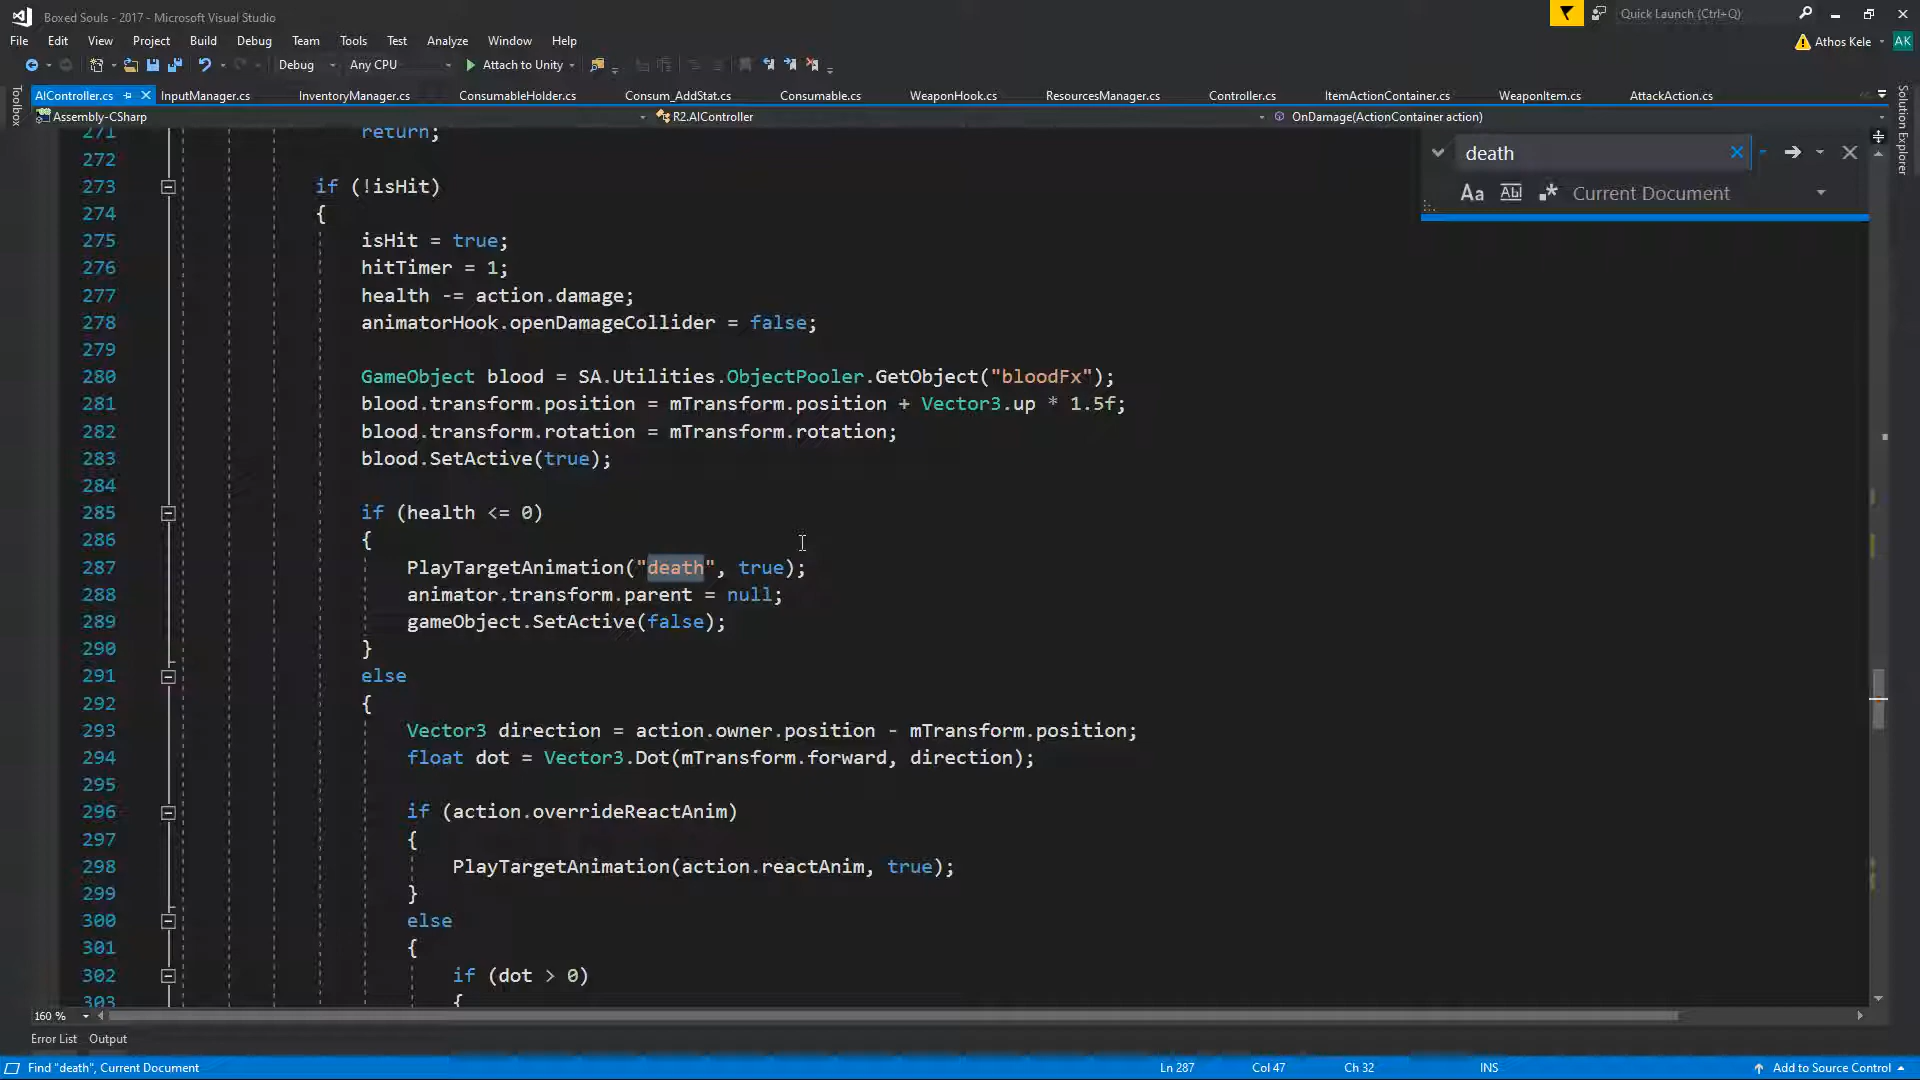 Boxed Souls - 2017 - Microsoft Visual Studio
Quick Launch (Ctrl+Q)
File Edit View Project Build Debug Team Tools Test Analyze Window Help
Athos Kele AK
Debug Any CPU Attach to Unity
Toolbox
Solution Explorer
AIController.cs InputManager.cs InventoryManager.cs ConsumableHolder.cs Consum_AddStat.cs Consumable.cs WeaponHook.cs ResourcesManager.cs Controller.cs ItemActionContainer.cs WeaponItem.cs AttackAction.cs
Assembly-CSharp R2.AIController OnDamage(ActionContainer action)
death
Aa Abl Current Document
271 return;
272
273 if (!isHit)
274 {
275 isHit = true;
276 hitTimer = 1;
277 health -= action.damage;
278 animatorHook.openDamageCollider = false;
279
280 GameObject blood = SA.Utilities.ObjectPooler.GetObject("bloodFx");
281 blood.transform.position = mTransform.position + Vector3.up * 1.5f;
282 blood.transform.rotation = mTransform.rotation;
283 blood.SetActive(true);
284
285 if (health <= 0)
286 {
287 PlayTargetAnimation("death", true);
288 animator.transform.parent = null;
289 gameObject.SetActive(false);
290 }
291 else
292 {
293 Vector3 direction = action.owner.position - mTransform.position;
294 float dot = Vector3.Dot(mTransform.forward, direction);
295
296 if (action.overrideReactAnim)
297 {
298 PlayTargetAnimation(action.reactAnim, true);
299 }
300 else
301 {
302 if (dot > 0)
303 {
160 %
Error List Output
Find "death", Current Document Ln 287 Col 47 Ch 32 INS Add to Source Control